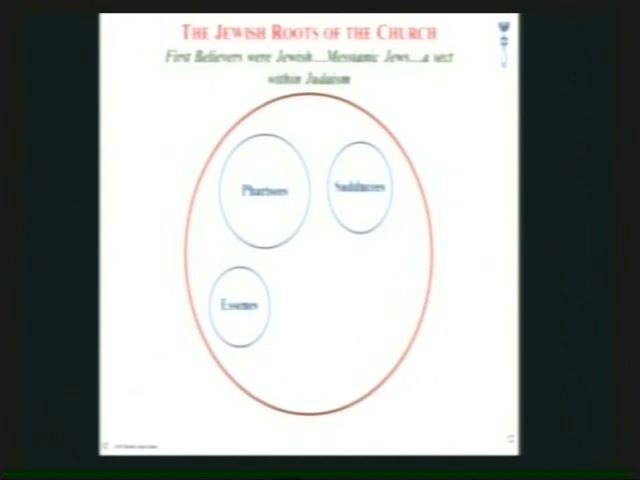 THE JEWISH ROOTS OF THE CHURCH
First Believers were Jewish....Messianic Jews....a sect
within Judaism
Pharisees
Sadducees
Essenes